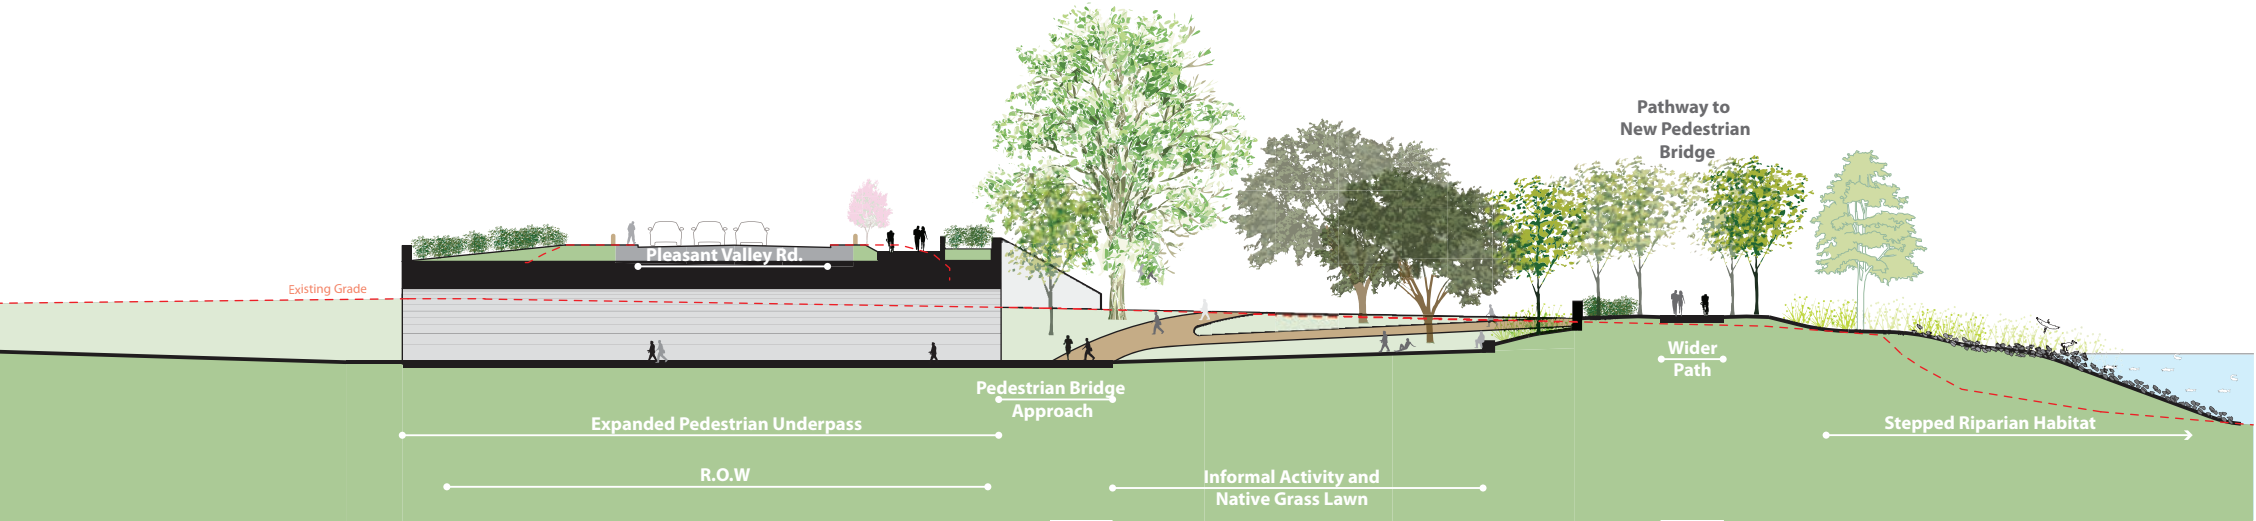 Pathway to
New Pedestrian
Bridge
Pleasant Valley Rd.
Existing Grade
Wider
Path
Pedestrian Bridge
Approach
Expanded Pedestrian Underpass
Stepped Riparian Habitat
R.O.W
Informal Activity and
Native Grass Lawn